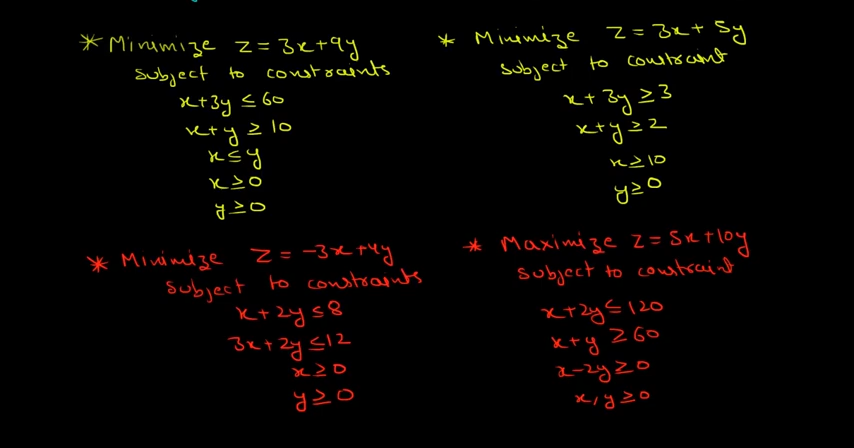 * Minimize Z = 3x + 9y
subject to constraints
x + 3y ≤ 60
x + y ≥ 10
x ≤ y
x ≥ 0
y ≥ 0
* Minimize Z = 3x + 5y
subject to constraint
x + 3y ≥ 3
x + y ≥ 2
x ≥ 10
y ≥ 0
* Minimize Z = -3x + 4y
subject to constraints
x + 2y ≤ 8
3x + 2y ≤ 12
x ≥ 0
y ≥ 0
* Maximize Z = 5x + 10y
subject to constraint
x + 2y ≤ 120
x + y ≥ 60
x - 2y ≥ 0
x, y ≥ 0